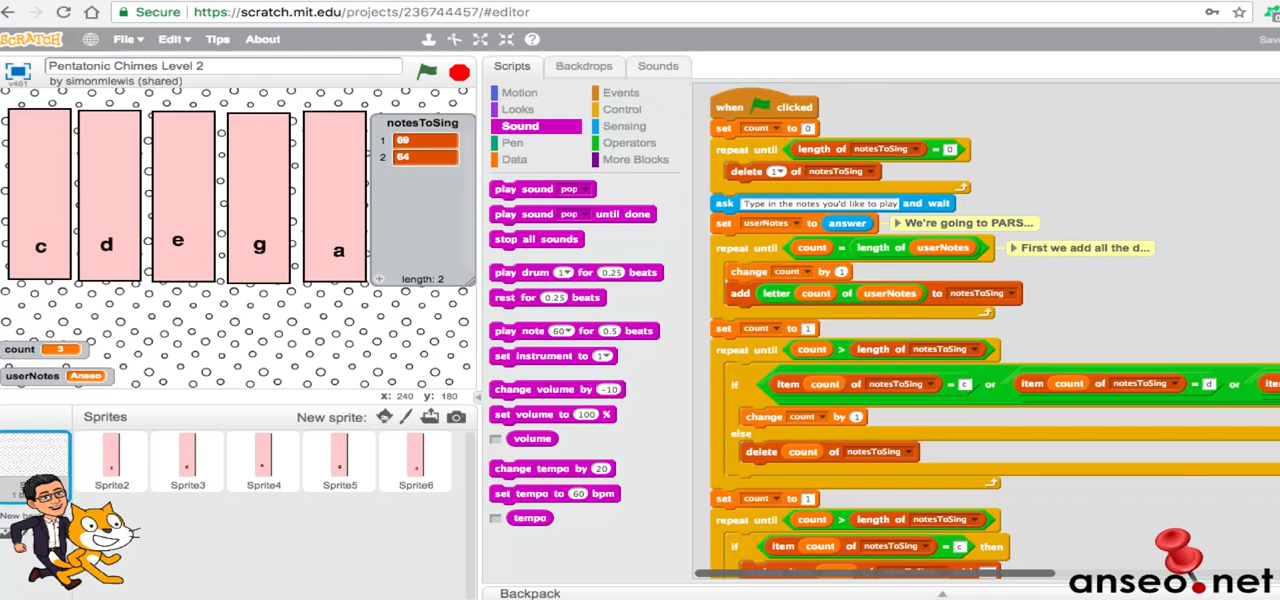 Secure https://scratch.mit.edu/projects/236744457/#editor
SCRATCH File Edit Tips About
Pentatonic Chimes Level 2
by simonmlewis (shared)
v461
c d e g a
notesToSing
1 69
2 64
length: 2
count 3
userNotes Anseo
x: 240 y: 180
Sprites New sprite:
Sprite2 Sprite3 Sprite4 Sprite5 Sprite6
Scripts Backdrops Sounds
Motion Events
Looks Control
Sound Sensing
Pen Operators
Data More Blocks
play sound pop
play sound pop until done
stop all sounds
play drum 1 for 0.25 beats
rest for 0.25 beats
play note 60 for 0.5 beats
set instrument to 1
change volume by -10
set volume to 100 %
volume
change tempo by 20
set tempo to 60 bpm
tempo
when clicked
set count to 0
repeat until length of notesToSing = 0
delete 1 of notesToSing
ask Type in the notes you'd like to play and wait
set userNotes to answer We're going to PARS...
repeat until count = length of userNotes First we add all the d...
change count by 1
add letter count of userNotes to notesToSing
set count to 1
repeat until count > length of notesToSing
if item count of notesToSing = c or item count of notesToSing = d or
change count by 1
else
delete count of notesToSing
set count to 1
repeat until count > length of notesToSing
if item count of notesToSing = c then
Backpack
anseo.net